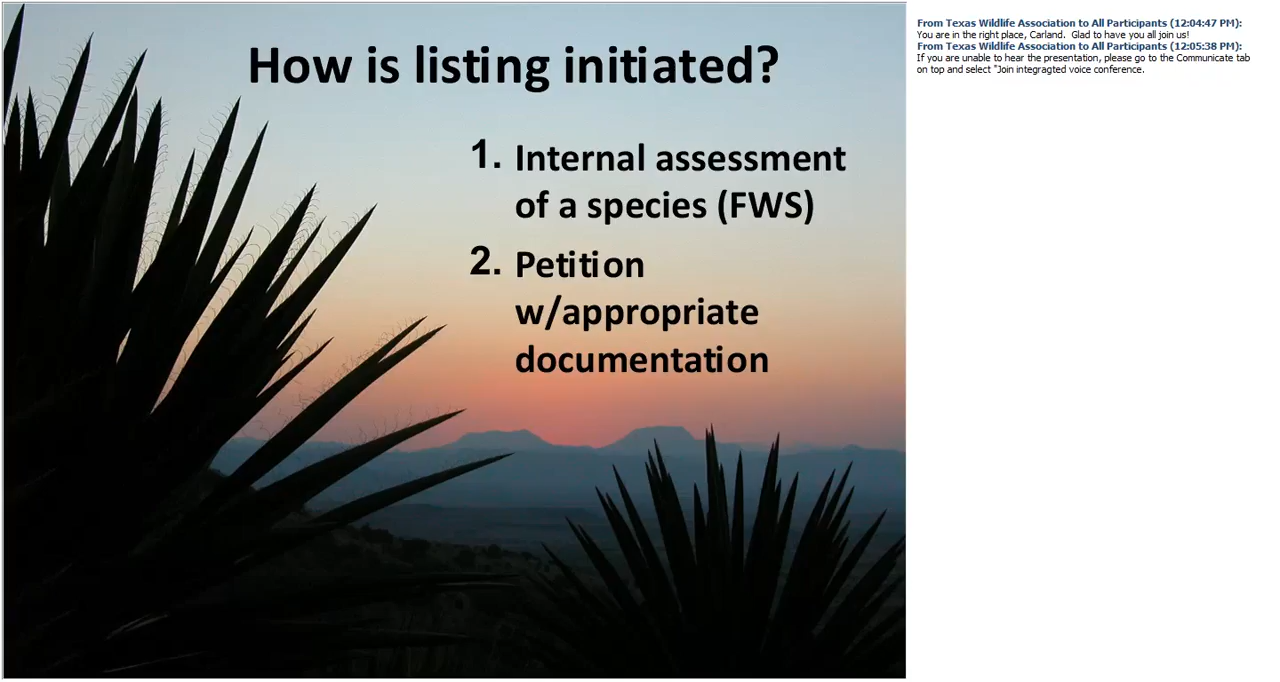 How is listing initiated?
1. Internal assessment
of a species (FWS)
2. Petition
w/appropriate
documentation
From Texas Wildlife Association to All Participants (12:04:47 PM):
You are in the right place, Carland.  Glad to have you all join us!
From Texas Wildlife Association to All Participants (12:05:38 PM):
If you are unable to hear the presentation, please go to the Communicate tab
on top and select "Join integragted voice conference.